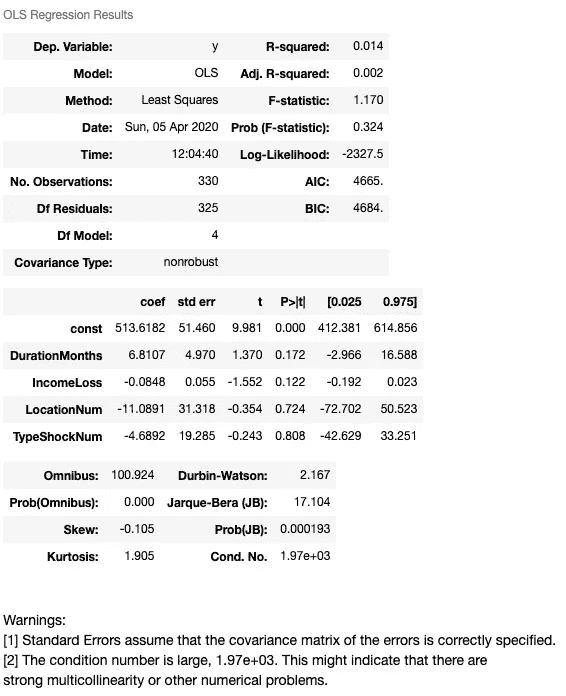 OLS Regression Results
Dep. Variable: y R-squared: 0.014
Model: OLS Adj. R-squared: 0.002
Method: Least Squares F-statistic: 1.170
Date: Sun, 05 Apr 2020 Prob (F-statistic): 0.324
Time: 12:04:40 Log-Likelihood: -2327.5
No. Observations: 330 AIC: 4665.
Df Residuals: 325 BIC: 4684.
Df Model: 4
Covariance Type: nonrobust
coef std err t P>|t| [0.025 0.975]
const 513.6182 51.460 9.981 0.000 412.381 614.856
DurationMonths 6.8107 4.970 1.370 0.172 -2.966 16.588
IncomeLoss -0.0848 0.055 -1.552 0.122 -0.192 0.023
LocationNum -11.0891 31.318 -0.354 0.724 -72.702 50.523
TypeShockNum -4.6892 19.285 -0.243 0.808 -42.629 33.251
Omnibus: 100.924 Durbin-Watson: 2.167
Prob(Omnibus): 0.000 Jarque-Bera (JB): 17.104
Skew: -0.105 Prob(JB): 0.000193
Kurtosis: 1.905 Cond. No. 1.97e+03
Warnings:
[1] Standard Errors assume that the covariance matrix of the errors is correctly specified.
[2] The condition number is large, 1.97e+03. This might indicate that there are
strong multicollinearity or other numerical problems.